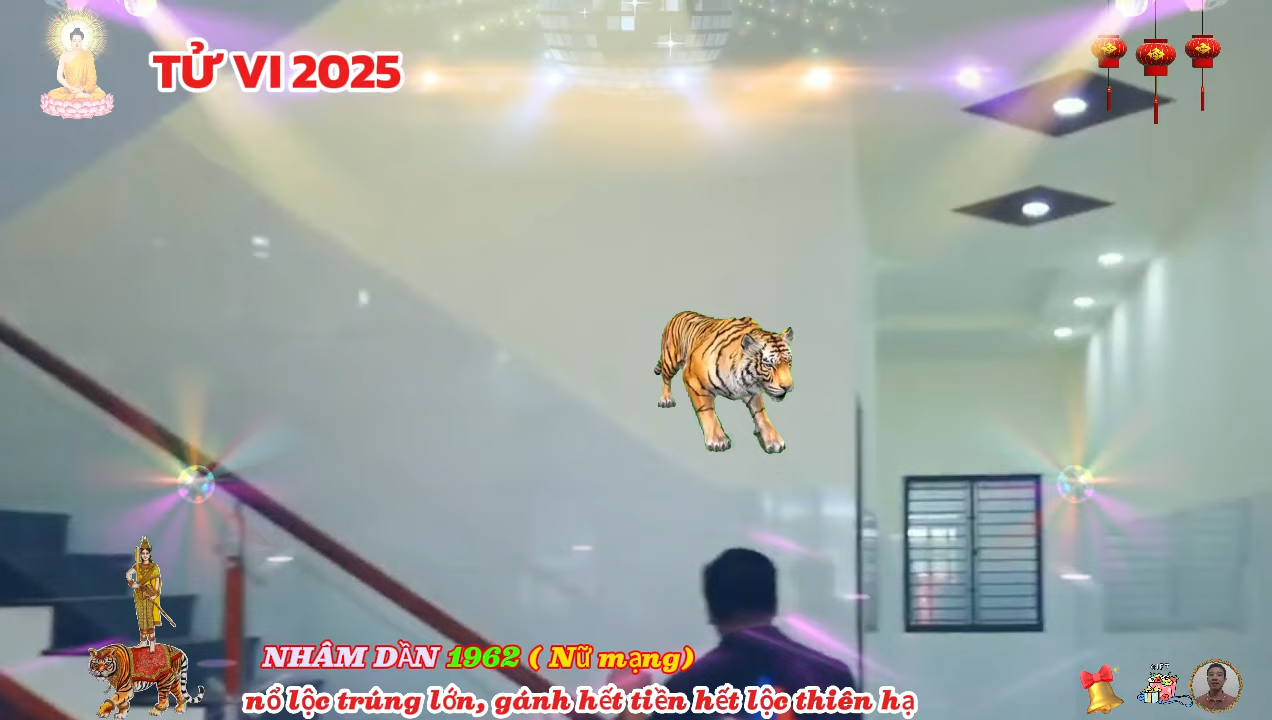 TỬ VI 2025
NHÂM DẦN 1962 ( Nữ mạng)
nổ lộc trúng lớn, gánh hết tiền hết lộc thiên hạ
GIFT